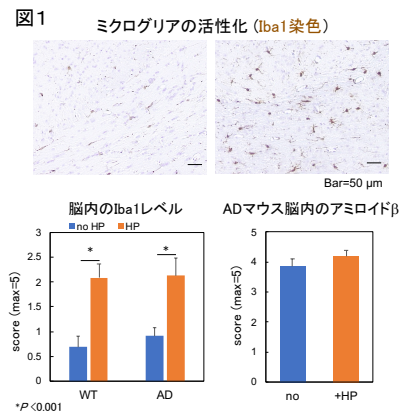 図1
ミクログリアの活性化 (Iba1染色)
Bar=50 μm
脳内のIba1レベル
no HP HP
score (max=5)
3
2.5
2
1.5
1
0.5
0
* *
WT AD
*P<0.001
ADマウス脳内のアミロイドβ
score (max=5)
5
4
3
2
1
0
no +HP